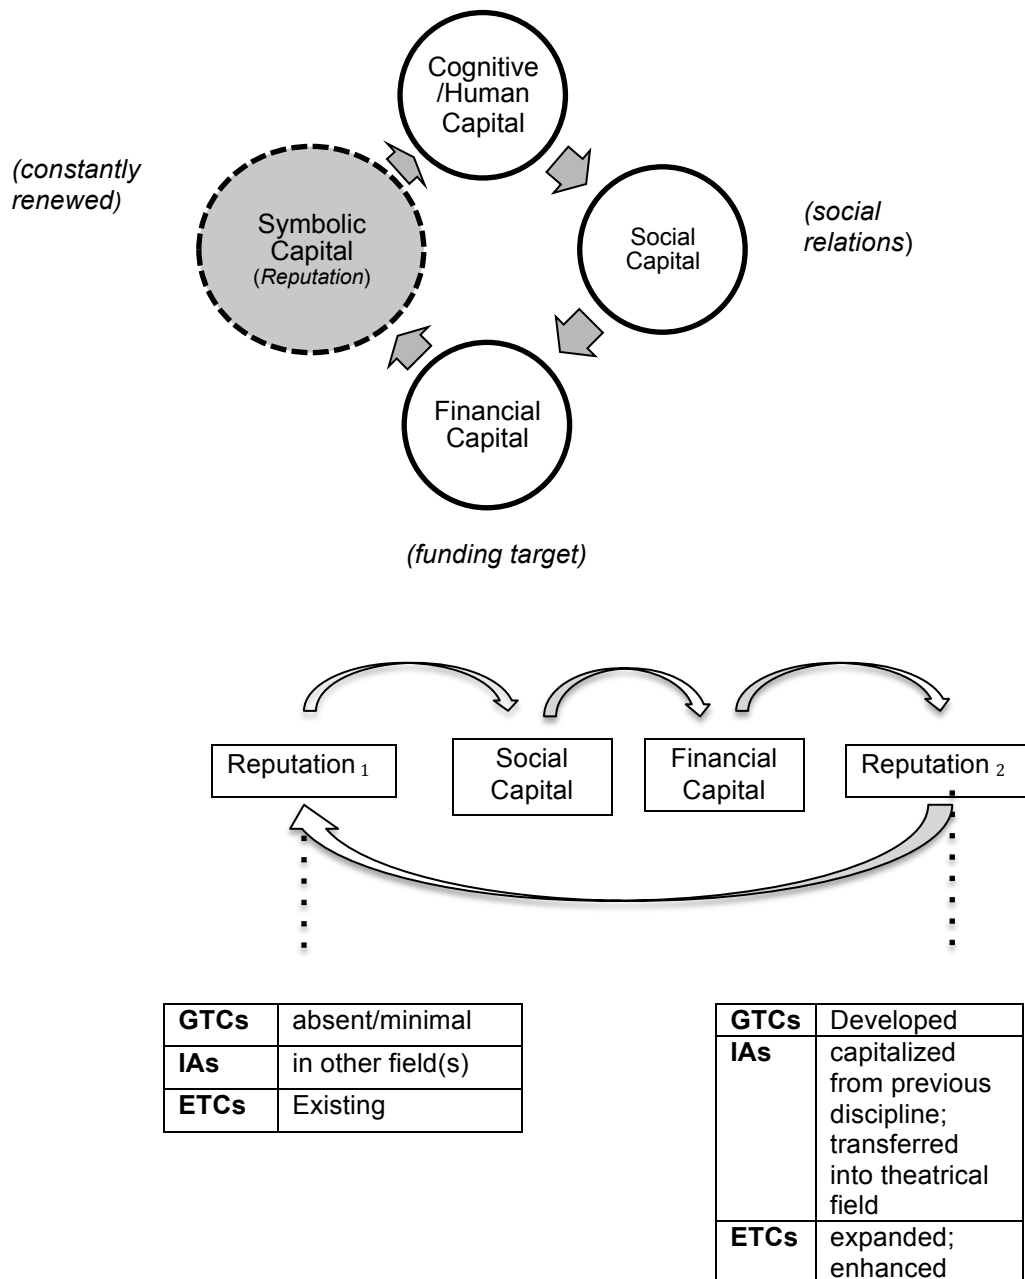 Cognitive
/Human
Capital
(constantly
renewed)
Symbolic
Capital
(Reputation)
Social
Capital
(social
relations)
Financial
Capital
(funding target)
Reputation 1
Social
Capital
Financial
Capital
Reputation 2
GTCs absent/minimal
IAs in other field(s)
ETCs Existing
GTCs Developed
IAs capitalized
from previous
discipline;
transferred
into theatrical
field
ETCs expanded;
enhanced